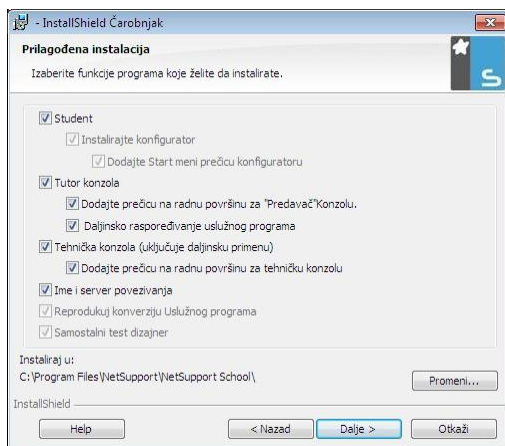 - InstallShield Čarobnjak
Prilagođena instalacija
Izaberite funkcije programa koje želite da instalirate.
S
Student
Instalirajte konfigurator
Dodajte Start meni prečicu konfiguratoru
Tutor konzola
Dodajte prečicu na radnu površinu za "Predavač"Konzolu.
Daljinsko raspoređivanje uslužnog programa
Tehnička konzola (uključuje daljinsku primenu)
Dodajte prečicu na radnu površinu za tehničku konzolu
Ime i server povezivanja
Reprodukuj konverziju Uslužnog programa
Samostalni test dizajner
Instaliraj u:
C:\Program Files\NetSupport\NetSupport School\
Promeni...
InstallShield
Help
< Nazad
Dalje >
Otkaži